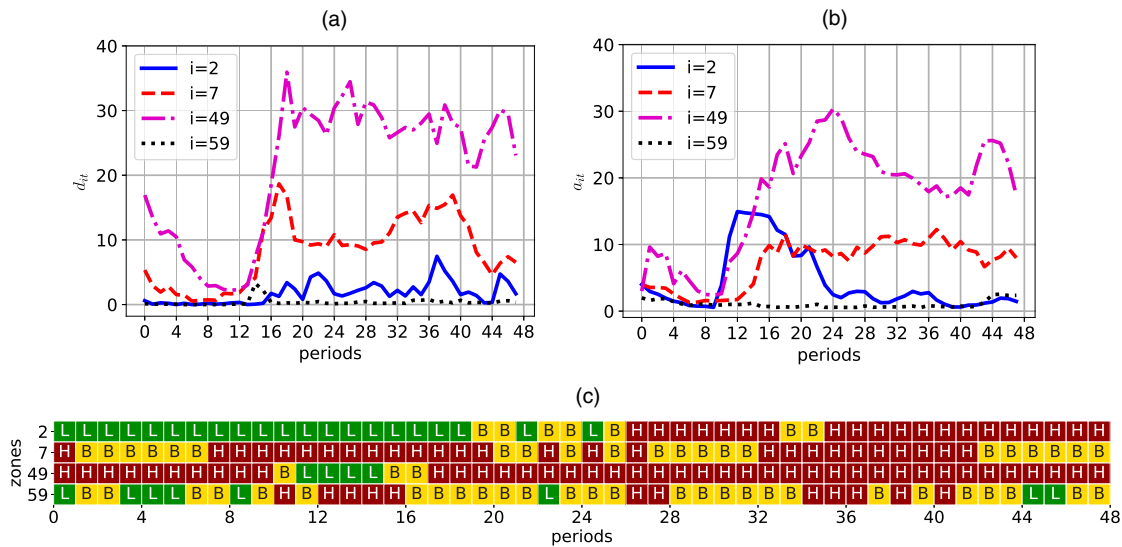 (a)
40
30
20
10
0
d_it
i=2
i=7
i=49
i=59
0 4 8 12 16 20 24 28 32 36 40 44 48
periods
(b)
40
30
20
10
0
a_it
i=2
i=7
i=49
i=59
0 4 8 12 16 20 24 28 32 36 40 44 48
periods
(c)
zones
2 L L L L L L L L L L L L L L L L L L L B B L B B L B H H H H H H H B B H H H H H H H H H H H H H
7 H B B B B B B H H H H H H H H H H H H H B B H B H B H B B B B B H H H H H H H H H H B B B B B B
49 H H H H H H H H H H B L L L L B B H H H H H H H H H H H H H H H H H H H H H H H H H H H H H H H
59 L B B L L L B B L B H B H H H H B B B B B B L B B B H H B B B B B B H H H B H B H B B B L L B B
0 4 8 12 16 20 24 28 32 36 40 44 48
periods